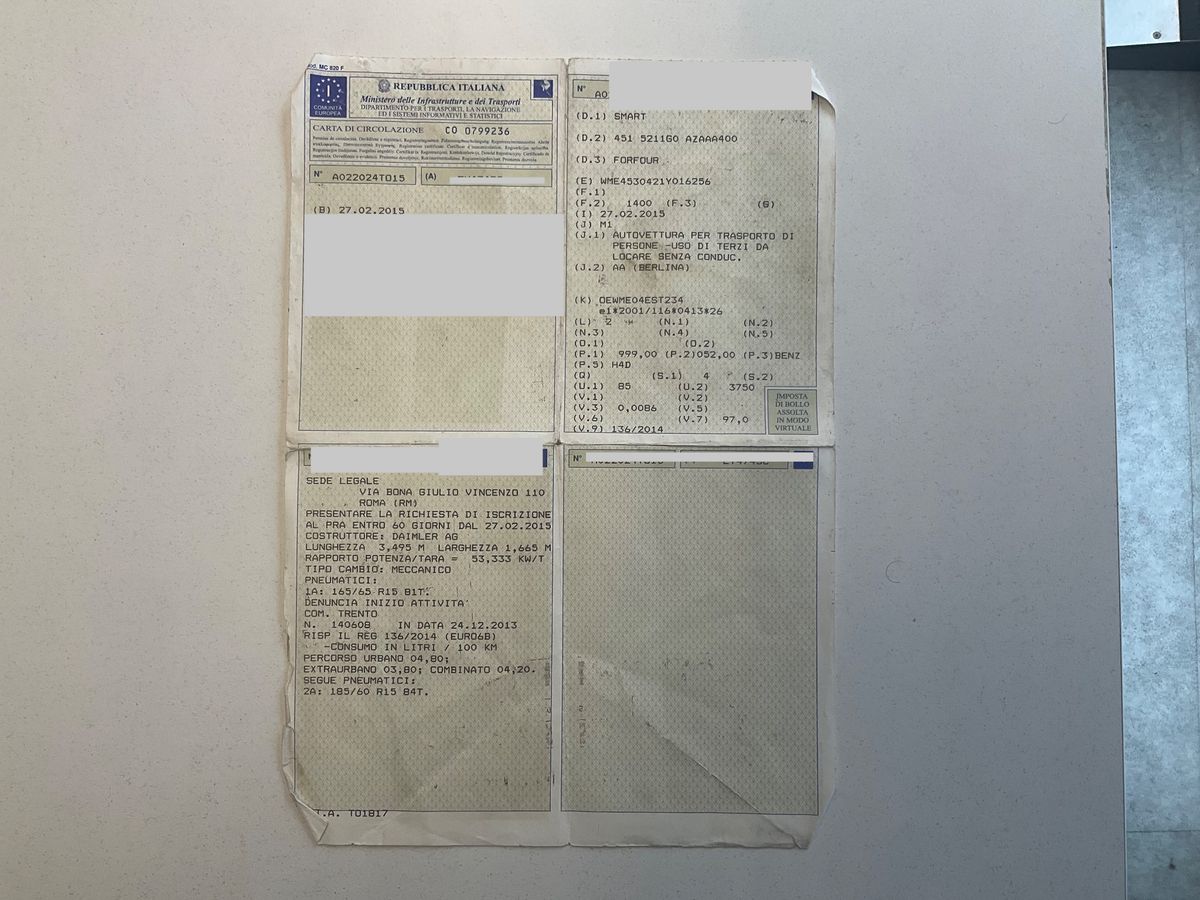 Mod. MC 820 F
COMUNITÀ
EUROPEA
I
REPUBBLICA ITALIANA
Ministero delle Infrastrutture e dei Trasporti
DIPARTIMENTO PER I TRASPORTI, LA NAVIGAZIONE
ED I SISTEMI INFORMATIVI E STATISTICI
CARTA DI CIRCOLAZIONE CO 0799236
N° A022024TO15 (A)
(B) 27.02.2015
N° A0
(D.1) SMART
(D.2) 451 5211G0 AZAAA400
(D.3) FORFOUR
(E) WME4530421Y016256
(F.1)
(F.2) 1400 (F.3) (G)
(I) 27.02.2015
(J) M1
(J.1) AUTOVETTURA PER TRASPORTO DI
PERSONE -USO DI TERZI DA
LOCARE SENZA CONDUC.
(J.2) AA (BERLINA)
(K) OEWME04EST234
e1*2001/116*0413*26
(L) 2 (N.1) (N.2)
(N.3) (N.4) (N.5)
(O.1) (O.2)
(P.1) 999,00 (P.2)052,00 (P.3)BENZ
(P.5) H4D
(Q) (S.1) 4 (S.2)
(U.1) 85 (U.2) 3750
(V.1) (V.2)
(V.3) 0,0086 (V.5)
(V.6) (V.7) 97,0
(V.9) 136/2014
IMPOSTA
DI BOLLO
ASSOLTA
IN MODO
VIRTUALE
SEDE LEGALE
VIA BONA GIULIO VINCENZO 110
ROMA (RM)
PRESENTARE LA RICHIESTA DI ISCRIZIONE
AL PRA ENTRO 60 GIORNI DAL 27.02.2015
COSTRUTTORE: DAIMLER AG
LUNGHEZZA 3,495 M LARGHEZZA 1,665 M
RAPPORTO POTENZA/TARA = 53,333 KW/T
TIPO CAMBIO: MECCANICO
PNEUMATICI:
1A: 165/65 R15 81T.
DENUNCIA INIZIO ATTIVITA'
COM. TRENTO
N. 140608 IN DATA 24.12.2013
RISP IL REG 136/2014 (EURO6B)
-CONSUMO IN LITRI / 100 KM
PERCORSO URBANO 04,80;
EXTRAURBANO 03,80; COMBINATO 04,20.
SEGUE PNEUMATICI:
2A: 185/60 R15 84T.
.A. TO1817
N°